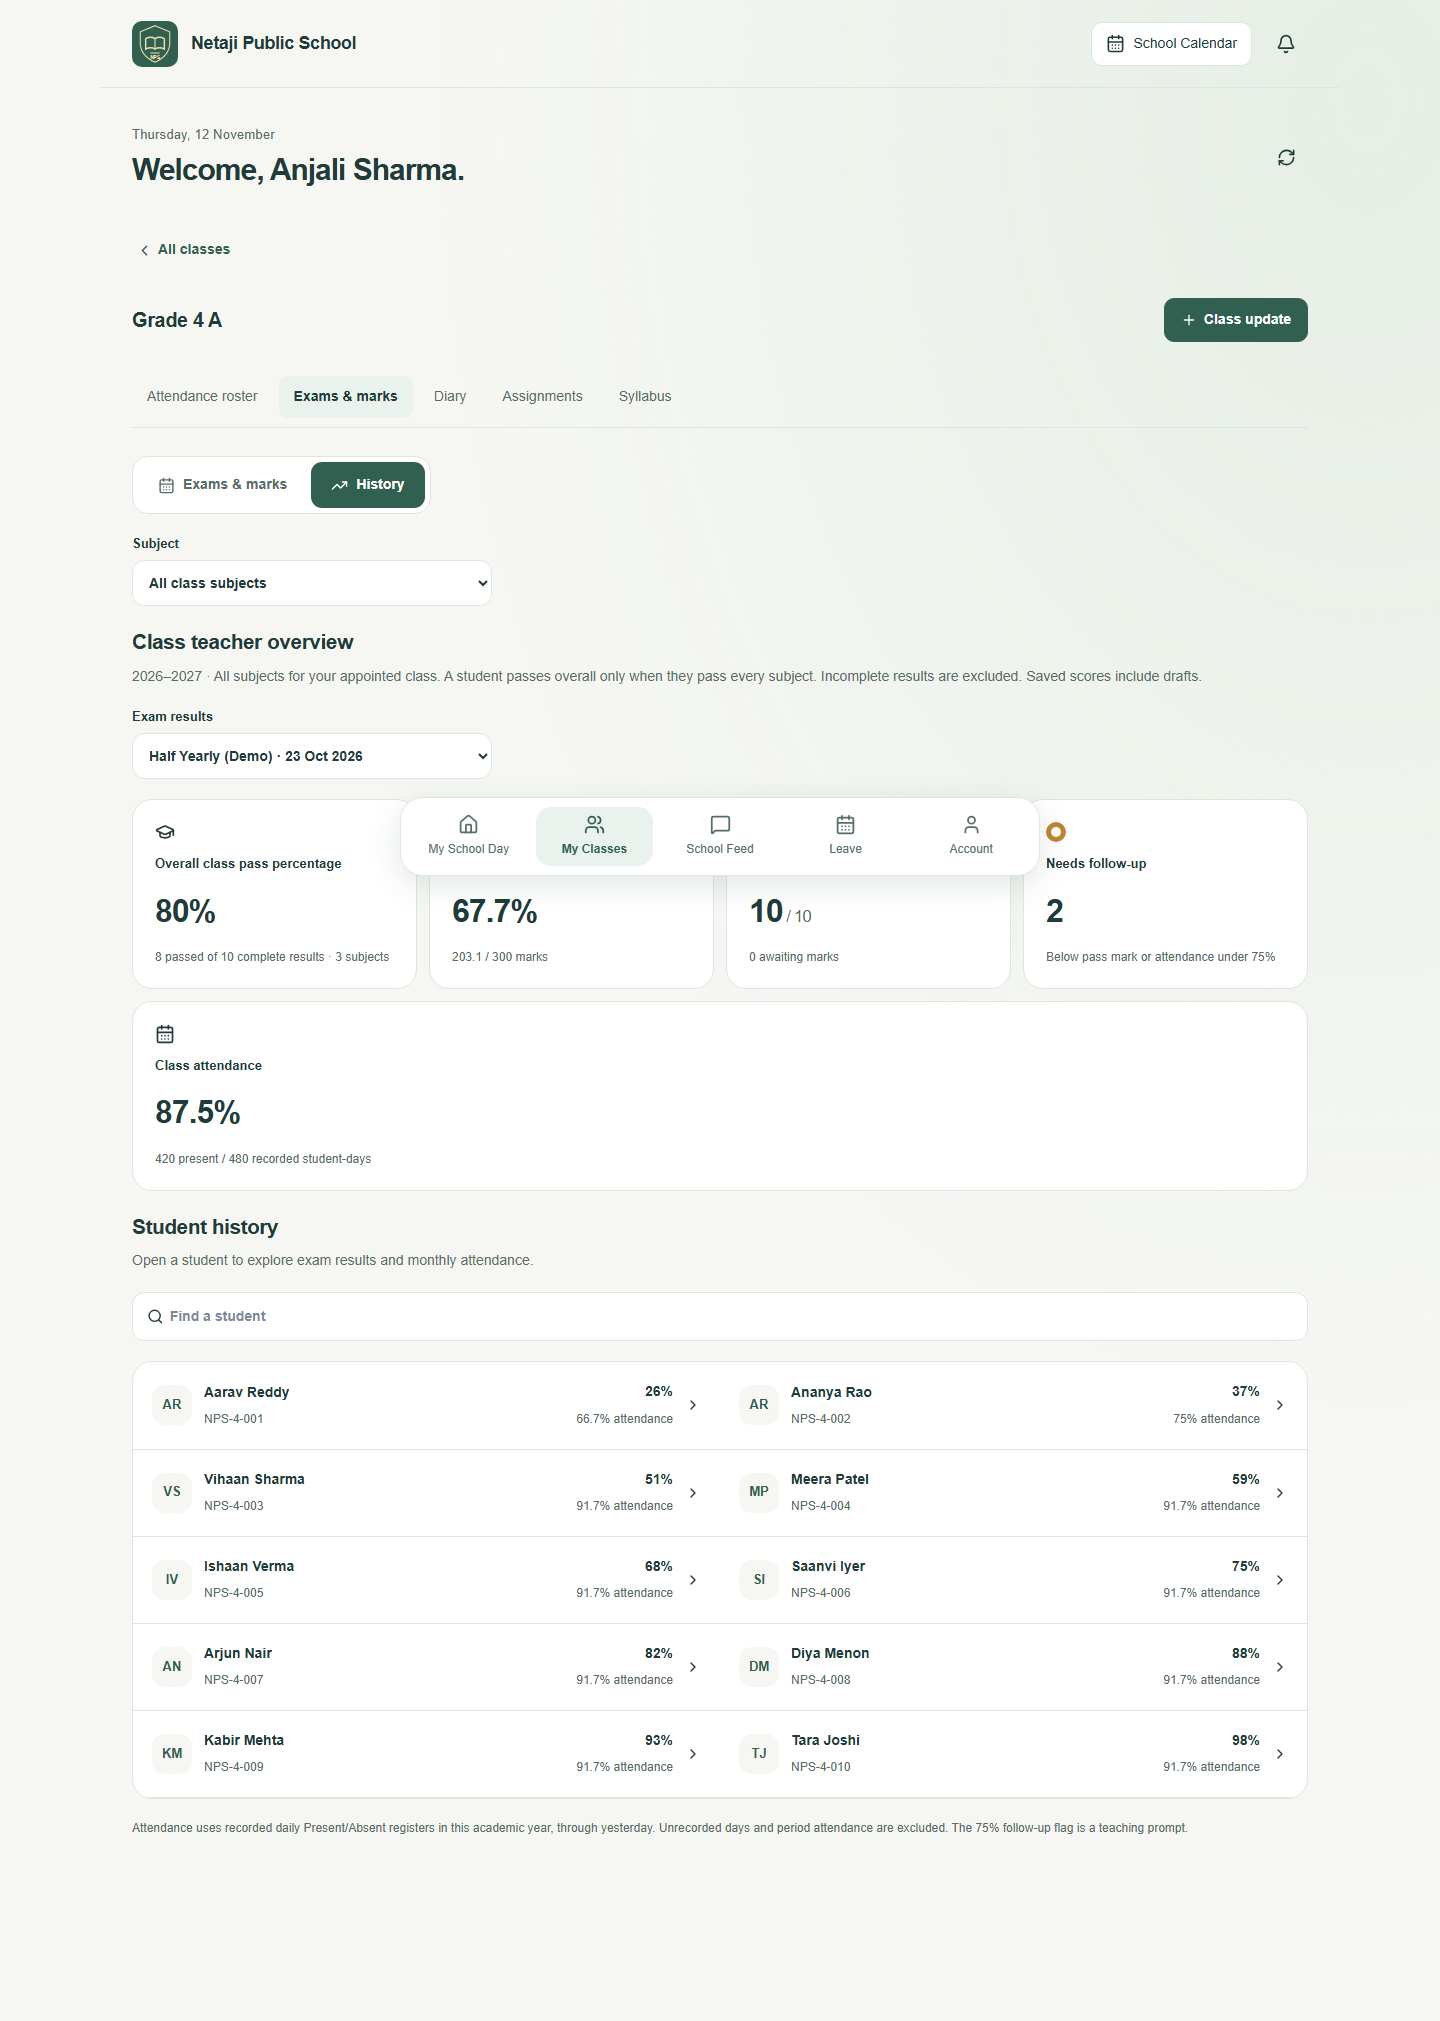 NPS
Netaji Public School
School Calendar
Thursday, 12 November
Welcome, Anjali Sharma.
All classes
Grade 4 A
Class update
Attendance roster
Exams & marks
Diary
Assignments
Syllabus
Exams & marks
History
Subject
All class subjects
Class teacher overview
2026–2027 · All subjects for your appointed class. A student passes overall only when they pass every subject. Incomplete results are excluded. Saved scores include drafts.
Exam results
Half Yearly (Demo) · 23 Oct 2026
My School Day
My Classes
School Feed
Leave
Account
Overall class pass percentage
80%
8 passed of 10 complete results · 3 subjects
67.7%
203.1 / 300 marks
10 / 10
0 awaiting marks
Needs follow-up
2
Below pass mark or attendance under 75%
Class attendance
87.5%
420 present / 480 recorded student-days
Student history
Open a student to explore exam results and monthly attendance.
Find a student
AR
Aarav Reddy
26%
NPS-4-001
66.7% attendance
AR
Ananya Rao
37%
NPS-4-002
75% attendance
VS
Vihaan Sharma
51%
NPS-4-003
91.7% attendance
MP
Meera Patel
59%
NPS-4-004
91.7% attendance
IV
Ishaan Verma
68%
NPS-4-005
91.7% attendance
SI
Saanvi Iyer
75%
NPS-4-006
91.7% attendance
AN
Arjun Nair
82%
NPS-4-007
91.7% attendance
DM
Diya Menon
88%
NPS-4-008
91.7% attendance
KM
Kabir Mehta
93%
NPS-4-009
91.7% attendance
TJ
Tara Joshi
98%
NPS-4-010
91.7% attendance
Attendance uses recorded daily Present/Absent registers in this academic year, through yesterday. Unrecorded days and period attendance are excluded. The 75% follow-up flag is a teaching prompt.